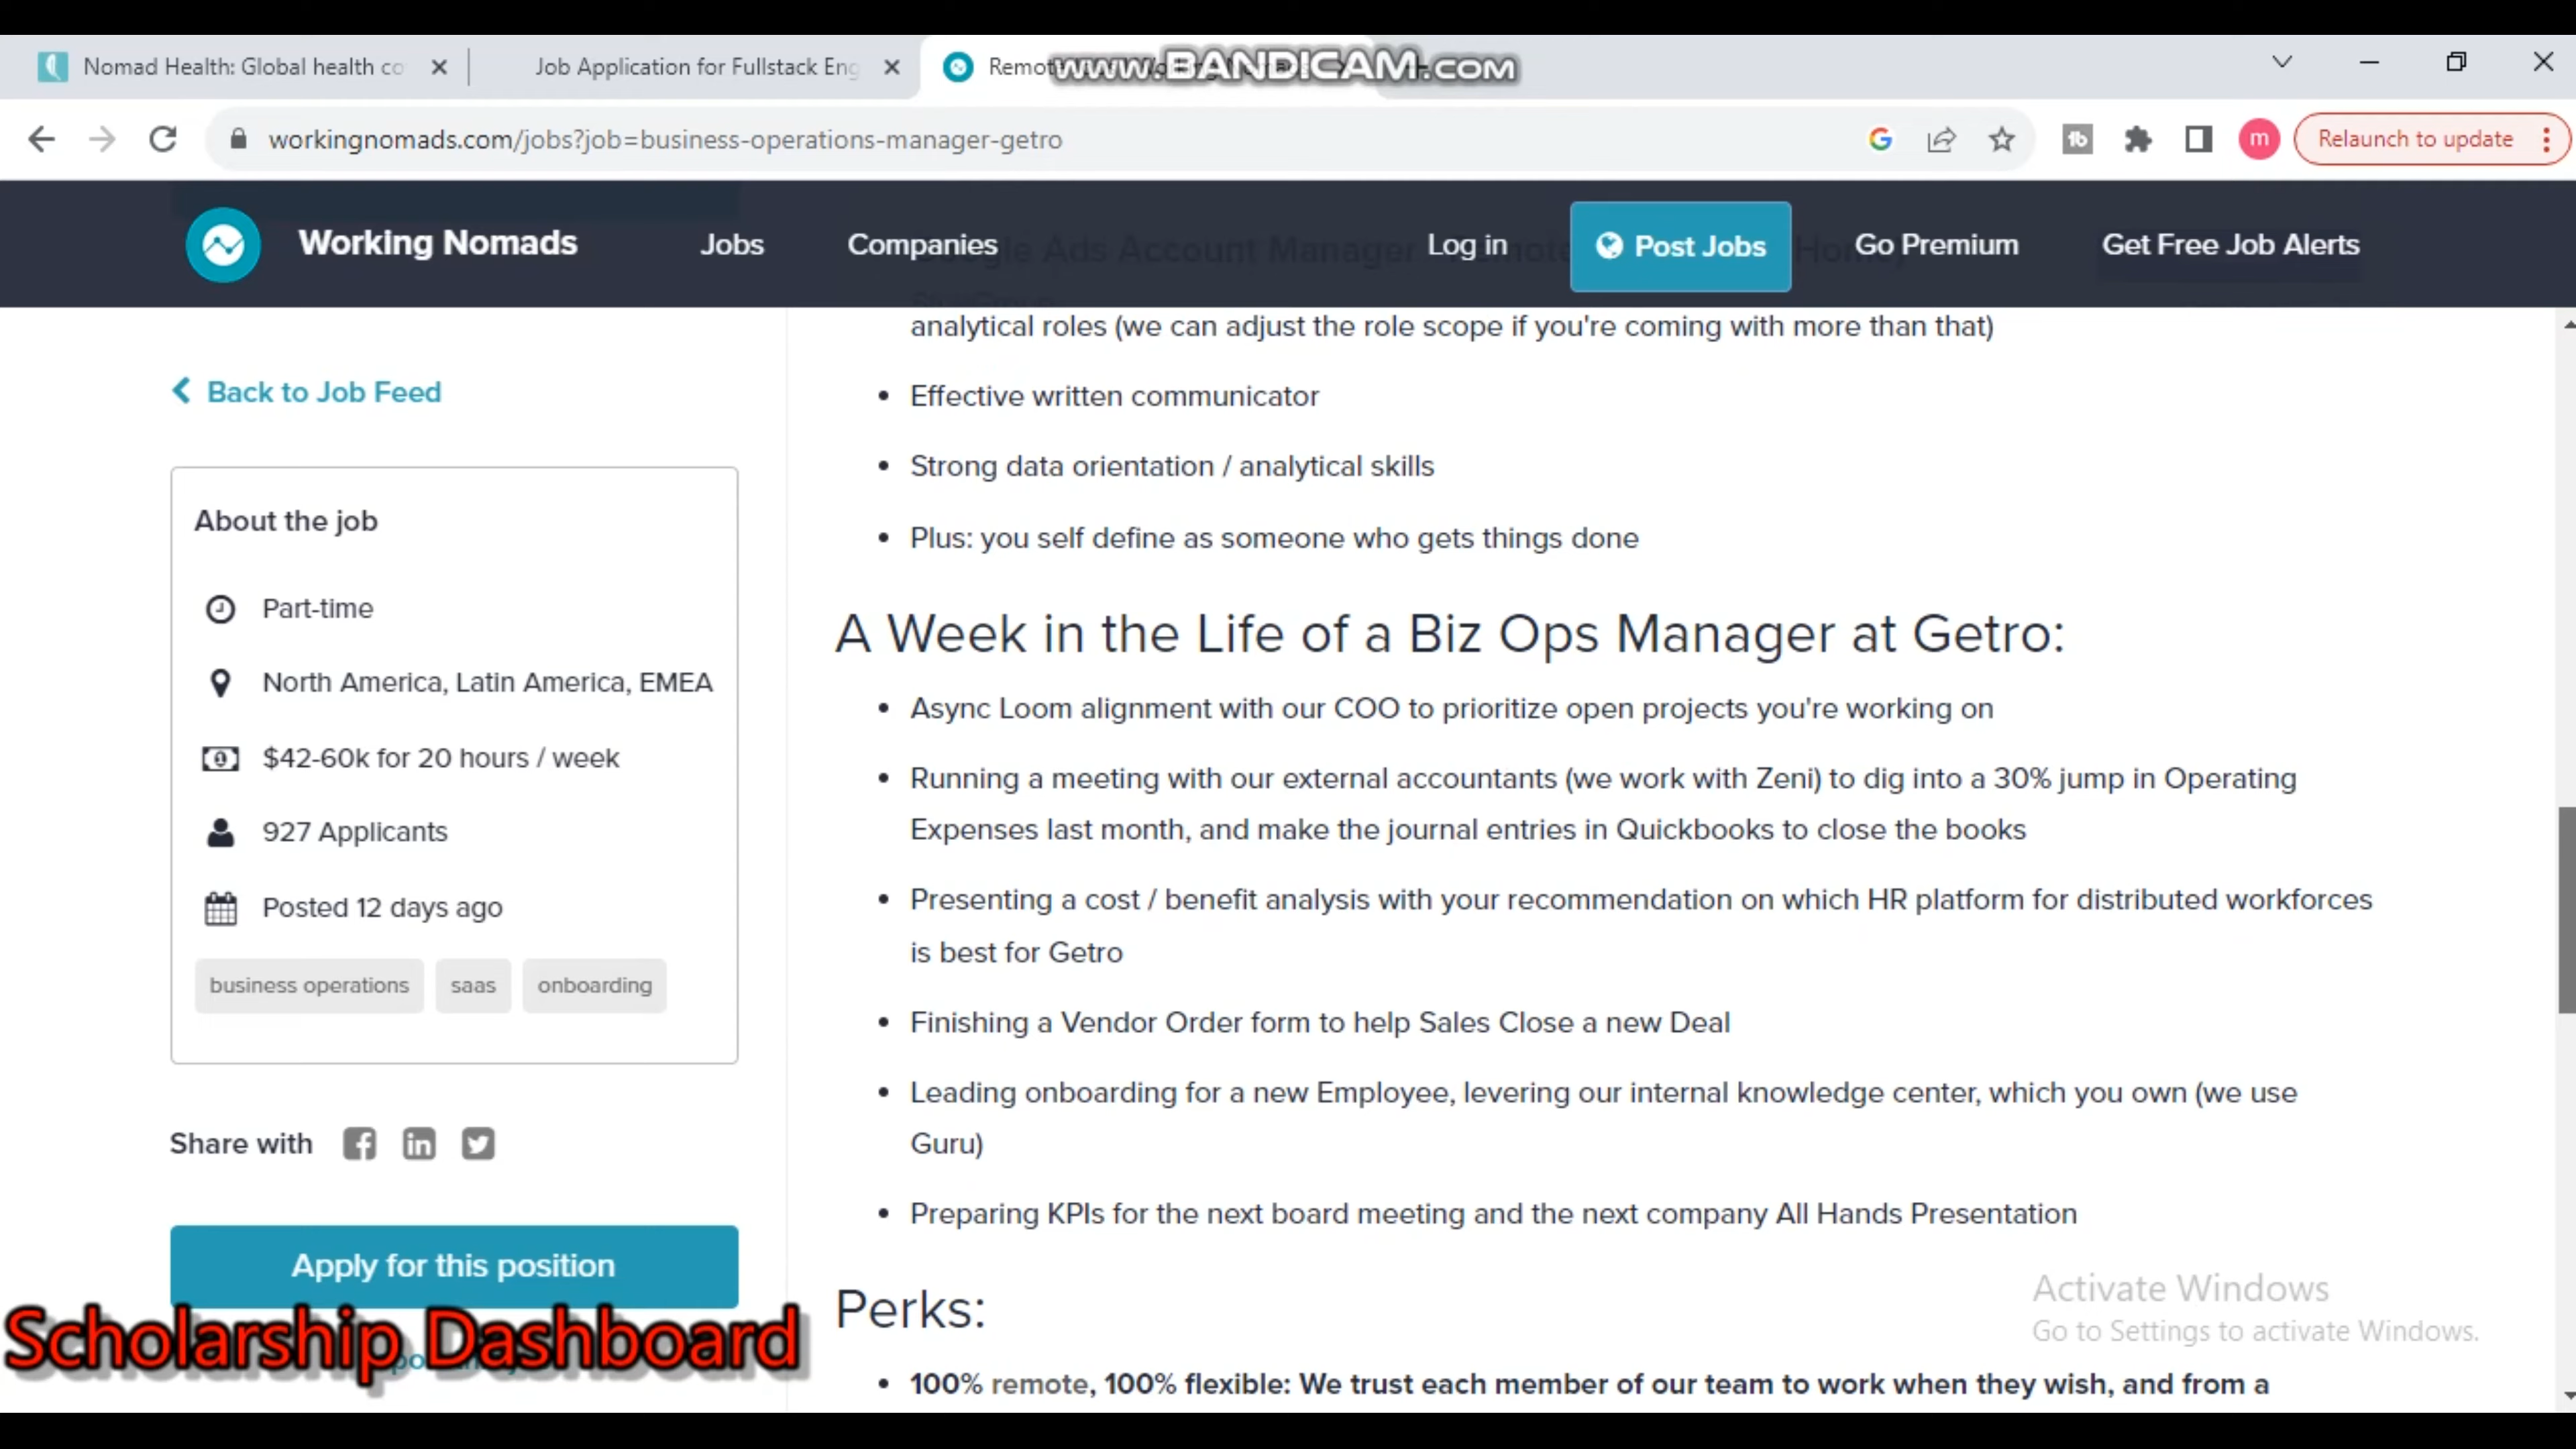 Nomad Health: Global health co
Job Application for Fullstack Eng
www.BANDICAM.com
workingnomads.com/jobs?job=business-operations-manager-getro
Relaunch to update
Working Nomads
Jobs
Companies
Log in
Post Jobs
Go Premium
Get Free Job Alerts
analytical roles (we can adjust the role scope if you're coming with more than that)
Back to Job Feed
• Effective written communicator
• Strong data orientation / analytical skills
• Plus: you self define as someone who gets things done
About the job
Part-time
North America, Latin America, EMEA
$42-60k for 20 hours / week
927 Applicants
Posted 12 days ago
business operations
saas
onboarding
Share with
Apply for this position
A Week in the Life of a Biz Ops Manager at Getro:
• Async Loom alignment with our COO to prioritize open projects you're working on
• Running a meeting with our external accountants (we work with Zeni) to dig into a 30% jump in Operating
Expenses last month, and make the journal entries in Quickbooks to close the books
• Presenting a cost / benefit analysis with your recommendation on which HR platform for distributed workforces
is best for Getro
• Finishing a Vendor Order form to help Sales Close a new Deal
• Leading onboarding for a new Employee, levering our internal knowledge center, which you own (we use
Guru)
• Preparing KPIs for the next board meeting and the next company All Hands Presentation
Perks:
• 100% remote, 100% flexible: We trust each member of our team to work when they wish, and from a
Activate Windows
Go to Settings to activate Windows.
Scholarship Dashboard